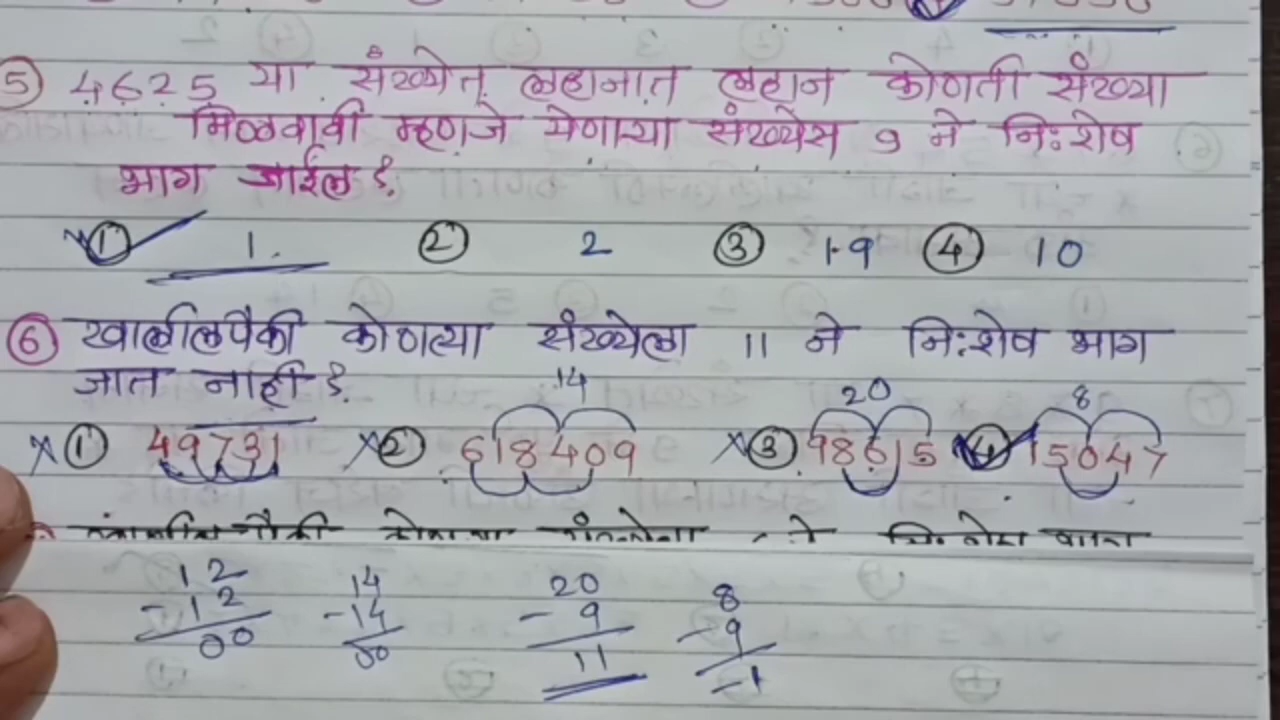 5) 4625 या संख्येत लहानात लहान कोणती संख्या
मिळवावी म्हणजे येणाऱ्या संख्येस 9 ने नि:शेष
भाग जाईल ?
① 1. ② 2 ③ 19 ④ 10
⑥ खालीलपैकी कोणत्या संख्येला 11 ने नि:शेष भाग
जात नाही ?
14 20 8
① 49731 ② 618409 ③ 98615 ④ 15047
12 14 20 8
-12 -14 -9 -9
00 00 11 -1